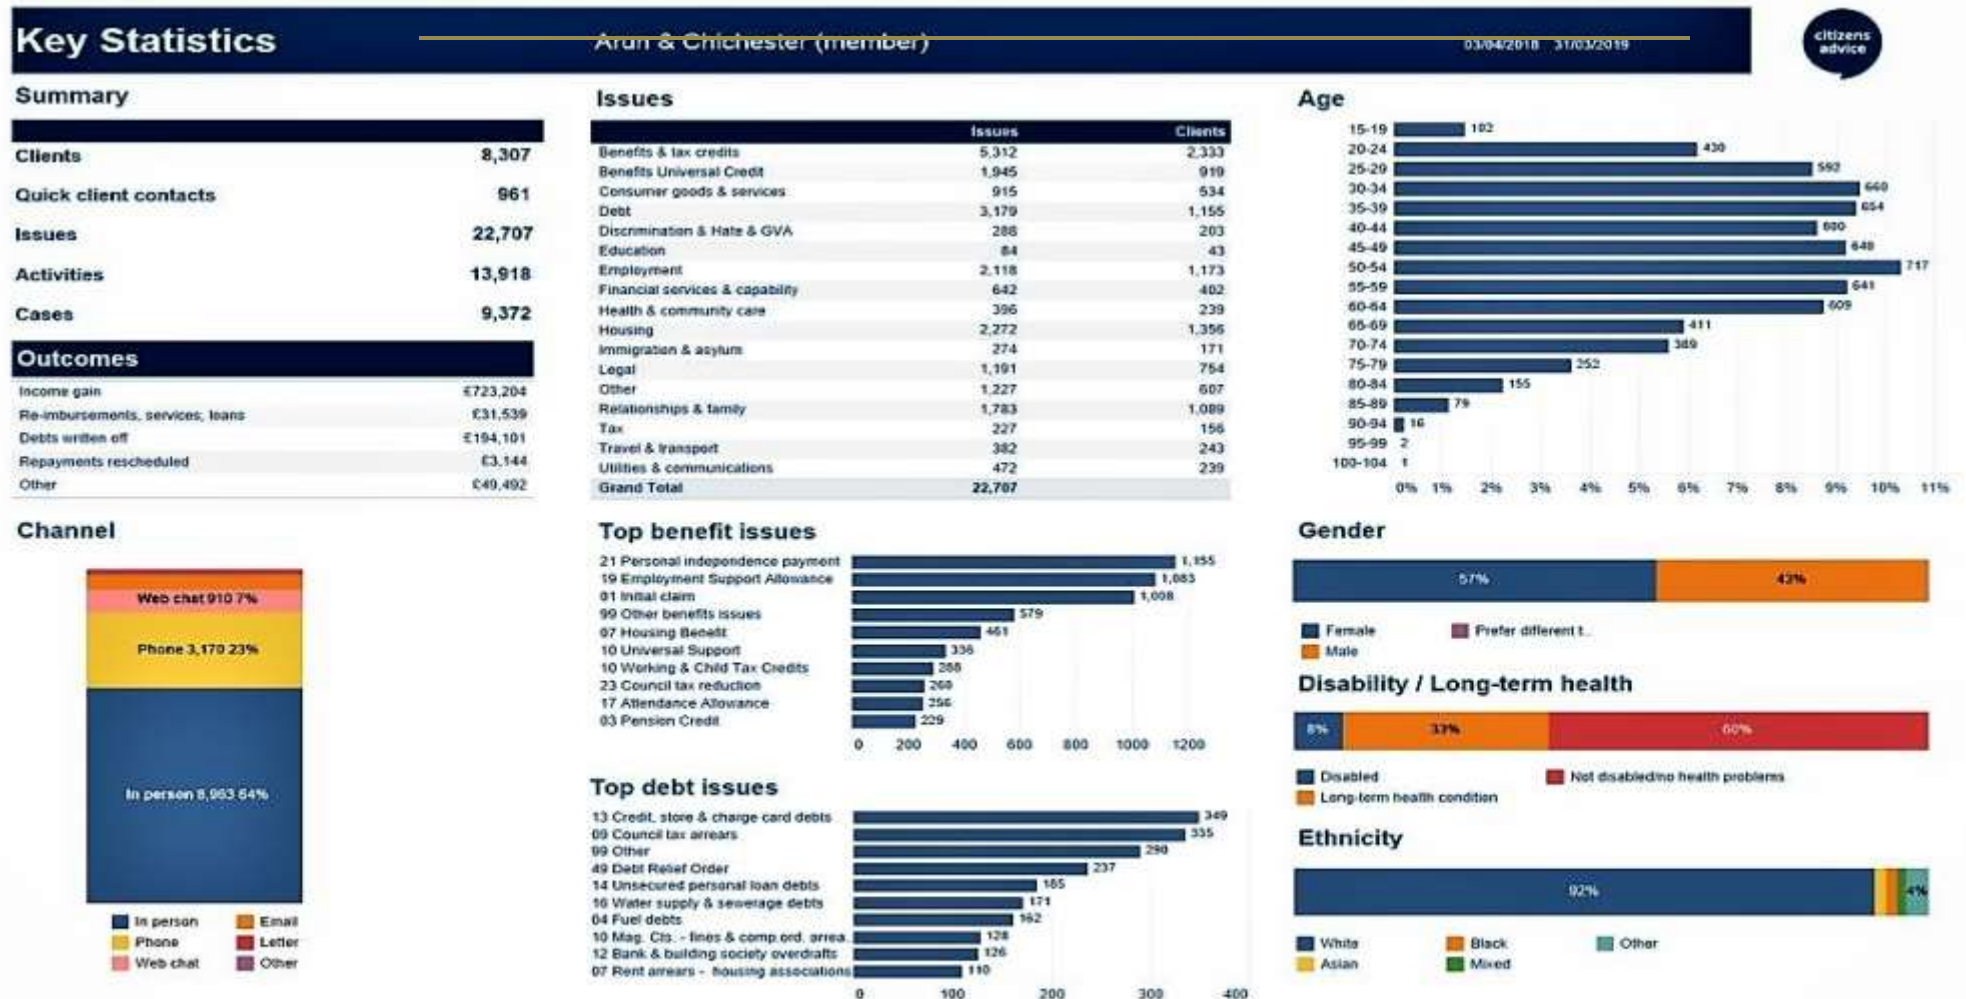 Key Statistics
Arun & Chichester (member)
03/04/2018 31/03/2019
citizens
advice
Summary
Clients 8,307
Quick client contacts 961
Issues 22,707
Activities 13,918
Cases 9,372
Outcomes
Income gain £723,204
Re-imbursements, services, loans £31,539
Debts written off £194,101
Repayments rescheduled £3,144
Other £49,492
Channel
Web chat 910 7%
Phone 3,170 23%
In person 8,963 64%
In person
Email
Phone
Letter
Web chat
Other
Issues
Issues Clients
Benefits & tax credits 5,312 2,333
Benefits Universal Credit 1,945 919
Consumer goods & services 915 534
Debt 3,179 1,155
Discrimination & Hate & GVA 288 203
Education 84 43
Employment 2,118 1,173
Financial services & capability 642 402
Health & community care 396 239
Housing 2,272 1,356
Immigration & asylum 274 171
Legal 1,191 754
Other 1,227 607
Relationships & family 1,783 1,089
Tax 227 156
Travel & transport 382 243
Utilities & communications 472 239
Grand Total 22,707
Top benefit issues
21 Personal independence payment 1,155
19 Employment Support Allowance 1,083
01 Initial claim 1,008
99 Other benefits issues 579
07 Housing Benefit 461
10 Universal Support 336
10 Working & Child Tax Credits 288
23 Council tax reduction 260
17 Attendance Allowance 256
03 Pension Credit 229
0 200 400 600 800 1000 1200
Top debt issues
13 Credit, store & charge card debts 349
09 Council tax arrears 335
99 Other 290
49 Debt Relief Order 237
14 Unsecured personal loan debts 185
16 Water supply & sewerage debts 171
04 Fuel debts 162
10 Mag. Cts. - fines & comp.ord. arrea. 128
12 Bank & building society overdrafts 126
07 Rent arrears - housing associations 110
0 100 200 300 400
Age
15-19 102
20-24 430
25-29 592
30-34 660
35-39 654
40-44 600
45-49 640
50-54 717
55-59 641
60-64 609
65-69 411
70-74 389
75-79 252
80-84 155
85-89 79
90-94 16
95-99 2
100-104 1
0% 1% 2% 3% 4% 5% 6% 7% 8% 9% 10% 11%
Gender
57% 43%
Female
Prefer different t..
Male
Disability / Long-term health
8% 33% 60%
Disabled
Not disabled/no health problems
Long-term health condition
Ethnicity
92% 4%
White
Black
Other
Asian
Mixed